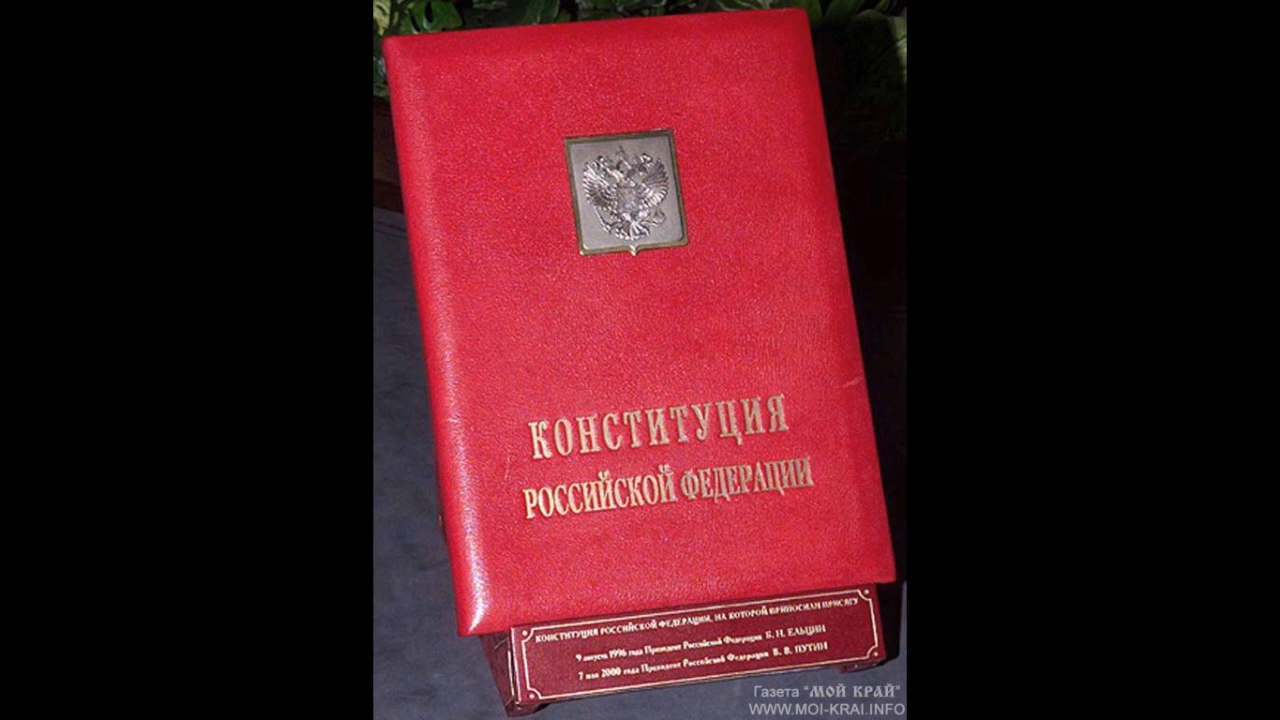 КОНСТИТУЦИЯ
РОССИЙСКОЙ ФЕДЕРАЦИИ
КОНСТИТУЦИЯ РОССИЙСКОЙ ФЕДЕРАЦИИ, НА КОТОРОЙ ПРИНОСИЛИ ПРИСЯГУ
9 августа 1996 года Президент Российской Федерации Б. Н. ЕЛЬЦИН
7 мая 2000 года Президент Российской Федерации В. В. ПУТИН
Газета "МОЙ КРАЙ"
WWW.MOI-KRAI.INFO